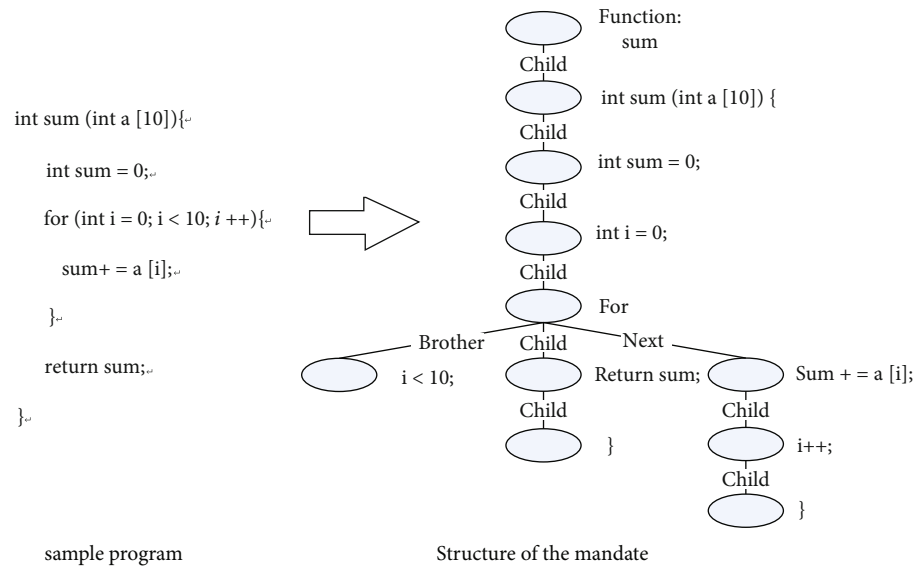 int sum (int a [10]){↵
int sum = 0;↵
for (int i = 0; i < 10; i ++){↵
sum+ = a [i];↵
}↵
return sum;↵
}↵
sample program
Function:
sum
Child
int sum (int a [10]) {
Child
int sum = 0;
Child
int i = 0;
Child
For
Brother
Child
Next
i < 10;
Return sum;
Sum + = a [i];
Child
Child
}
i++;
Child
}
Structure of the mandate